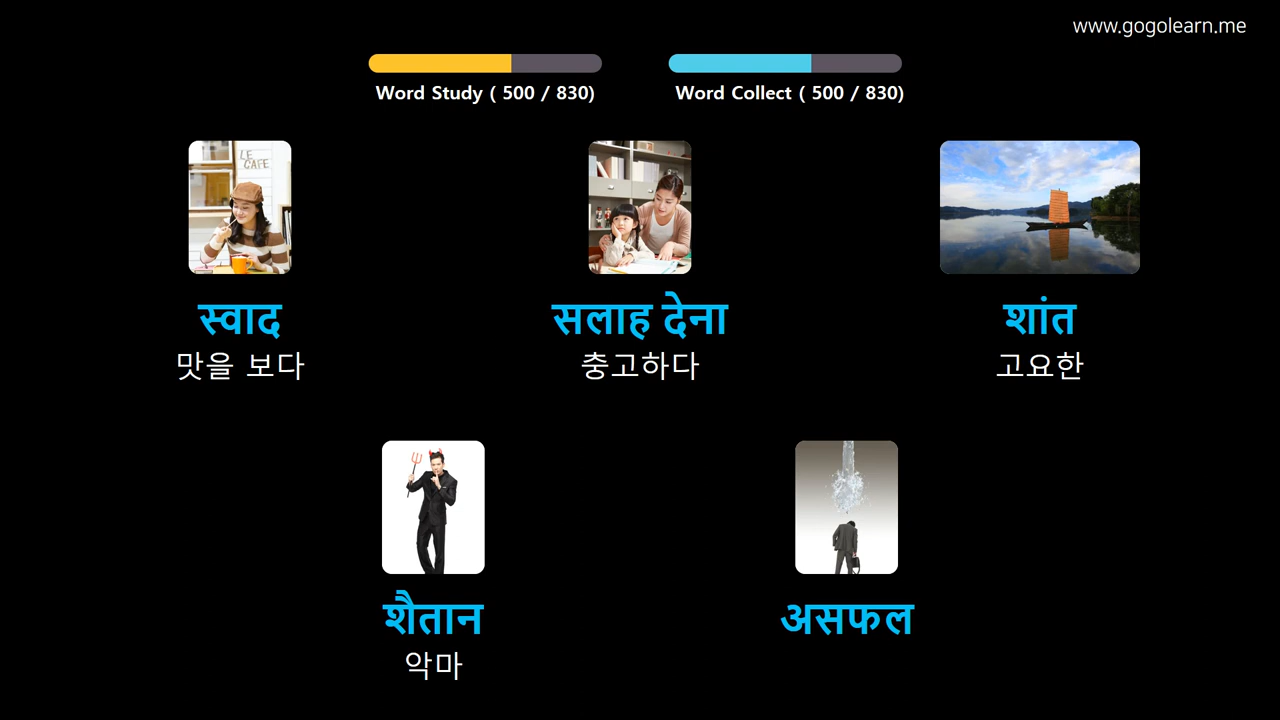 www.gogolearn.me
Word Study ( 500 / 830)
Word Collect ( 500 / 830)
LE CAFE
स्वाद
맛을 보다
सलाह देना
충고하다
शांत
고요한
शैतान
악마
असफल